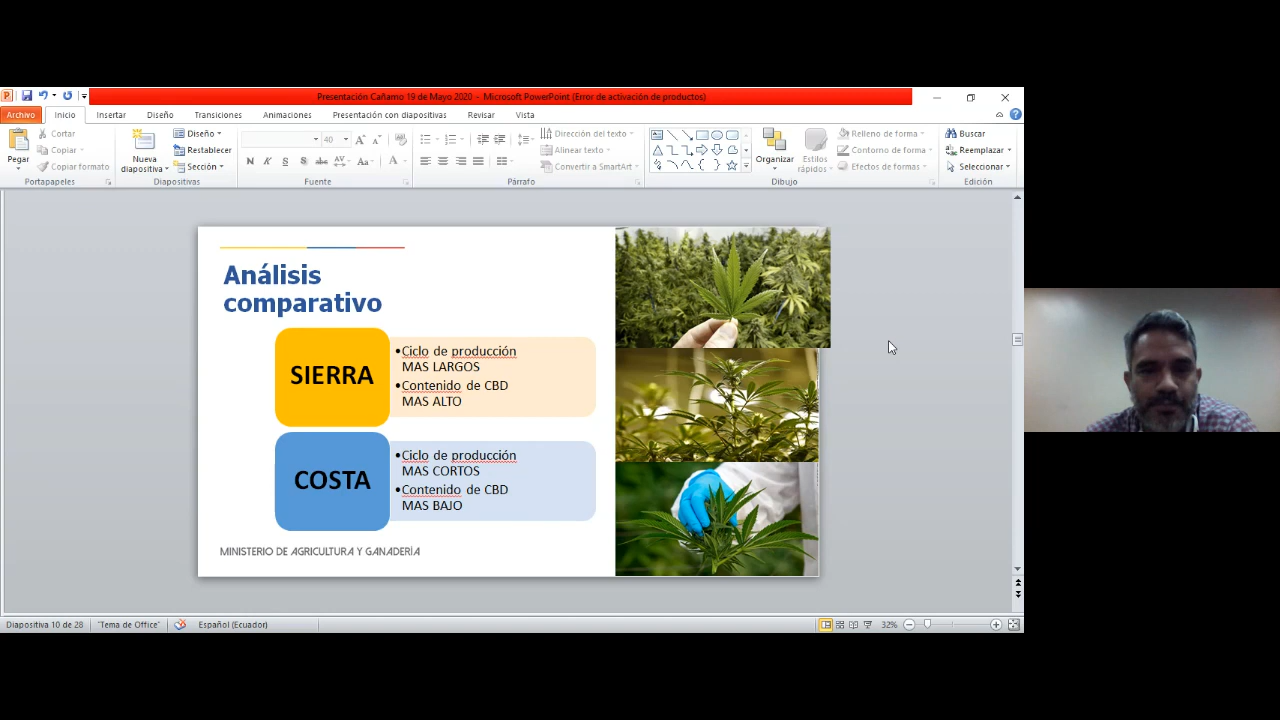 Presentación Cañamo 19 de Mayo 2020 - Microsoft PowerPoint (Error de activación de productos)
Archivo Inicio Insertar Diseño Transiciones Animaciones Presentación con diapositivas Revisar Vista
Pegar
Cortar
Copiar
Copiar formato
Portapapeles
Nueva
diapositiva
Diseño
Restablecer
Sección
Diapositivas
40
N K S S abc AV Aa A
Fuente
Dirección del texto
Alinear texto
Convertir a SmartArt
Párrafo
Organizar
Estilos
rápidos
Relleno de forma
Contorno de forma
Efectos de formas
Dibujo
Buscar
Reemplazar
Seleccionar
Edición
Análisis
comparativo
SIERRA
•Ciclo de producción
MAS LARGOS
•Contenido de CBD
MAS ALTO
COSTA
•Ciclo de producción
MAS CORTOS
•Contenido de CBD
MAS BAJO
MINISTERIO DE AGRICULTURA Y GANADERÍA
Diapositiva 10 de 28 "Tema de Office" Español (Ecuador) 32%